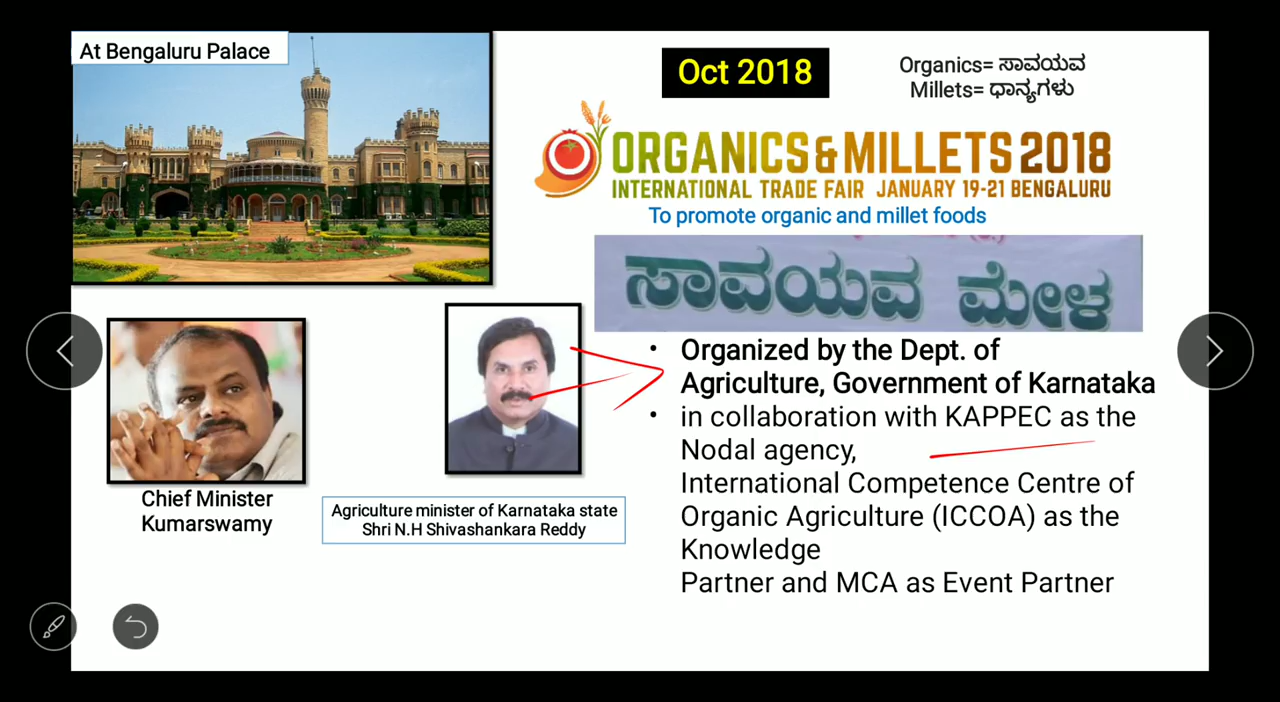 At Bengaluru Palace
Oct 2018
Organics= ಸಾವಯವ
Millets= ಧಾನ್ಯಗಳು
ORGANICS & MILLETS 2018
INTERNATIONAL TRADE FAIR JANUARY 19-21 BENGALURU
To promote organic and millet foods
ಸಾವಯವ ಮೇಳ
• Organized by the Dept. of
Agriculture, Government of Karnataka
• in collaboration with KAPPEC as the
Nodal agency,
International Competence Centre of
Organic Agriculture (ICCOA) as the
Knowledge
Partner and MCA as Event Partner
Chief Minister
Kumarswamy
Agriculture minister of Karnataka state
Shri N.H Shivashankara Reddy